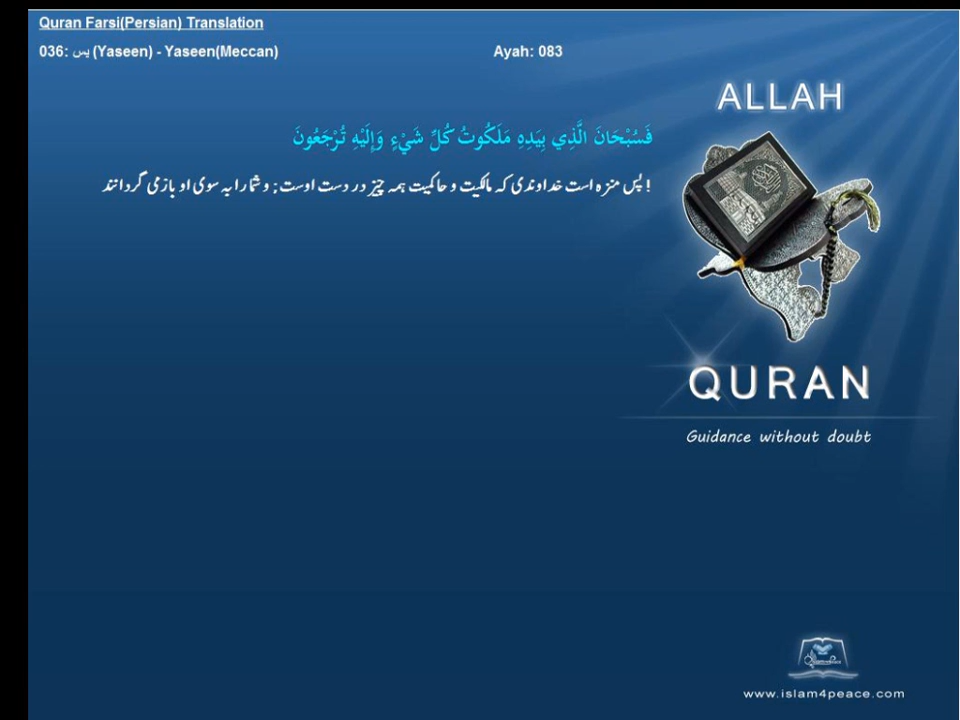 Quran Farsi(Persian) Translation
036: يس (Yaseen) - Yaseen(Meccan) Ayah: 083
فَسُبْحَانَ الَّذِي بِيَدِهِ مَلَكُوتُ كُلِّ شَيْءٍ وَإِلَيْهِ تُرْجَعُونَ
پس منزه است خداوندی که مالکیت و حاکمیت همه چیز در دست اوست; و شما را به سوی او بازمی گردانند!
ALLAH
QURAN
Guidance without doubt
www.islam4peace.com